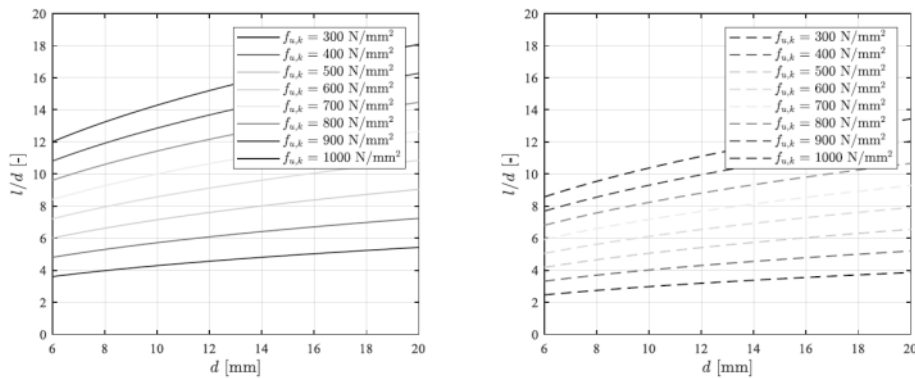 20
18
16
14
12
10
8
6
4
2
0
l/d [-]
6 8 10 12 14 16 18 20
d [mm]
f_{u,k} = 300 N/mm²
f_{u,k} = 400 N/mm²
f_{u,k} = 500 N/mm²
f_{u,k} = 600 N/mm²
f_{u,k} = 700 N/mm²
f_{u,k} = 800 N/mm²
f_{u,k} = 900 N/mm²
f_{u,k} = 1000 N/mm²
20
18
16
14
12
10
8
6
4
2
0
l/d [-]
6 8 10 12 14 16 18 20
d [mm]
f_{u,k} = 300 N/mm²
f_{u,k} = 400 N/mm²
f_{u,k} = 500 N/mm²
f_{u,k} = 600 N/mm²
f_{u,k} = 700 N/mm²
f_{u,k} = 800 N/mm²
f_{u,k} = 900 N/mm²
f_{u,k} = 1000 N/mm²